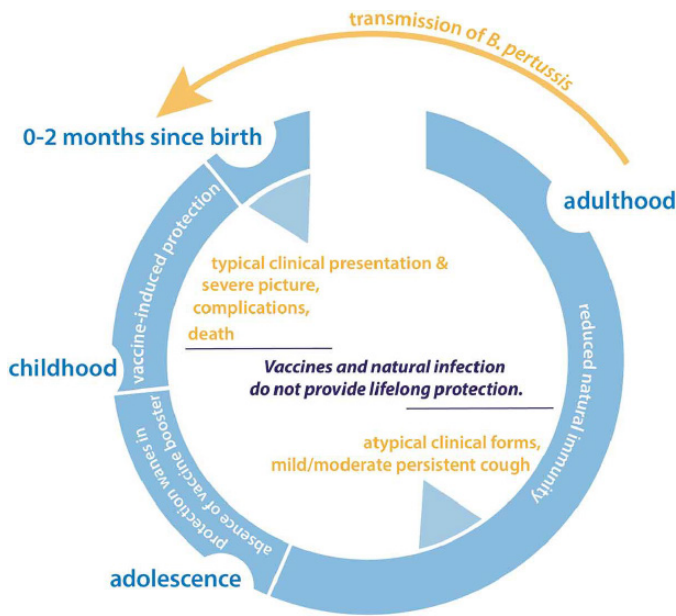 transmission of B. pertussis
0-2 months since birth
adulthood
vaccine-induced protection
typical clinical presentation &
severe picture,
complications,
death
childhood
Vaccines and natural infection
do not provide lifelong protection.
reduced natural immunity
atypical clinical forms,
mild/moderate persistent cough
protection wanes in
absence of vaccine booster
adolescence